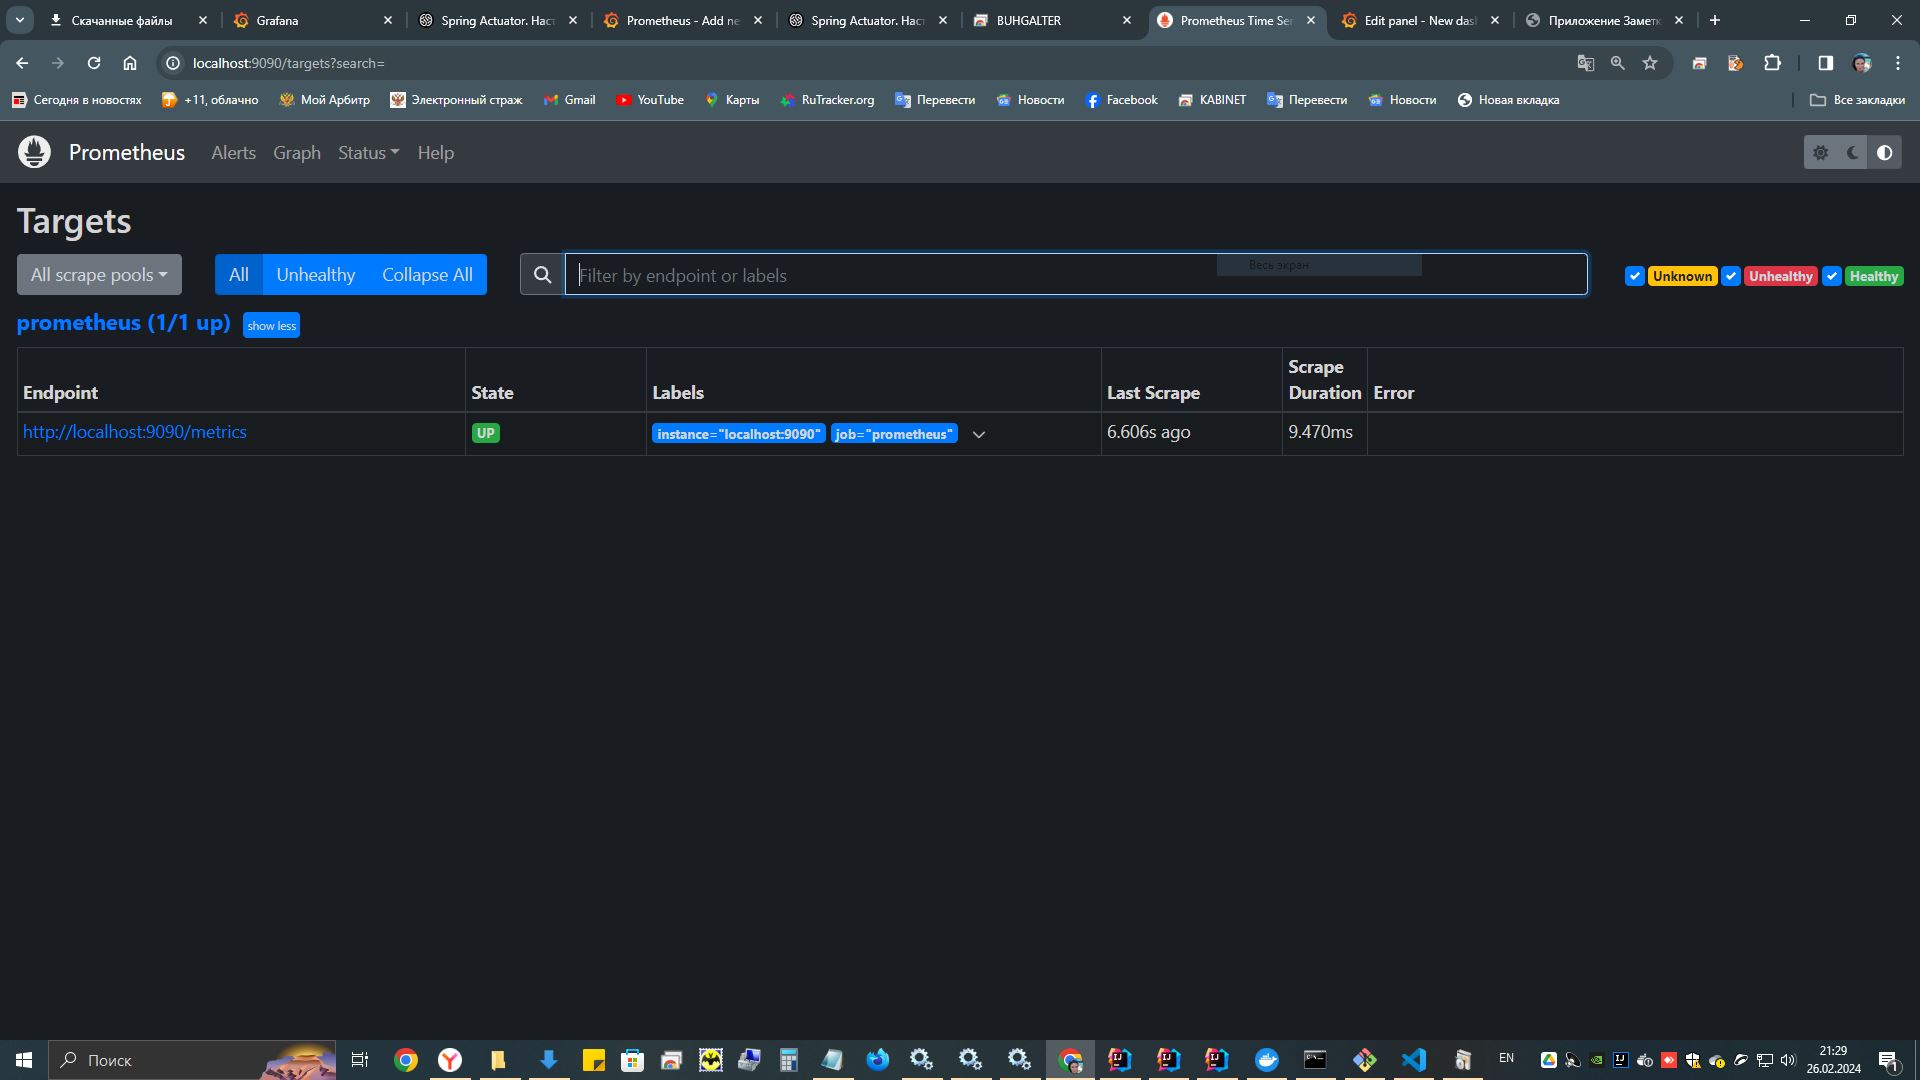 Скачанные файлы
Grafana
Spring Actuator. Наст
Prometheus - Add ne
Spring Actuator. Наст
BUHGALTER
Prometheus Time Ser
Edit panel - New dash
Приложение Заметк
localhost:9090/targets?search=
Сегодня в новостях
+11, облачно
Мой Арбитр
Электронный страж
Gmail
YouTube
Карты
RuTracker.org
Перевести
Новости
Facebook
KABINET
Перевести
Новости
Новая вкладка
Все закладки
Prometheus
Alerts
Graph
Status
Help
Targets
All scrape pools
All
Unhealthy
Collapse All
Filter by endpoint or labels
Весь экран
Unknown
Unhealthy
Healthy
prometheus (1/1 up)
show less
Endpoint
State
Labels
Last Scrape
Scrape
Duration
Error
http://localhost:9090/metrics
UP
instance="localhost:9090"
job="prometheus"
6.606s ago
9.470ms
Поиск
EN
21:29
26.02.2024
1